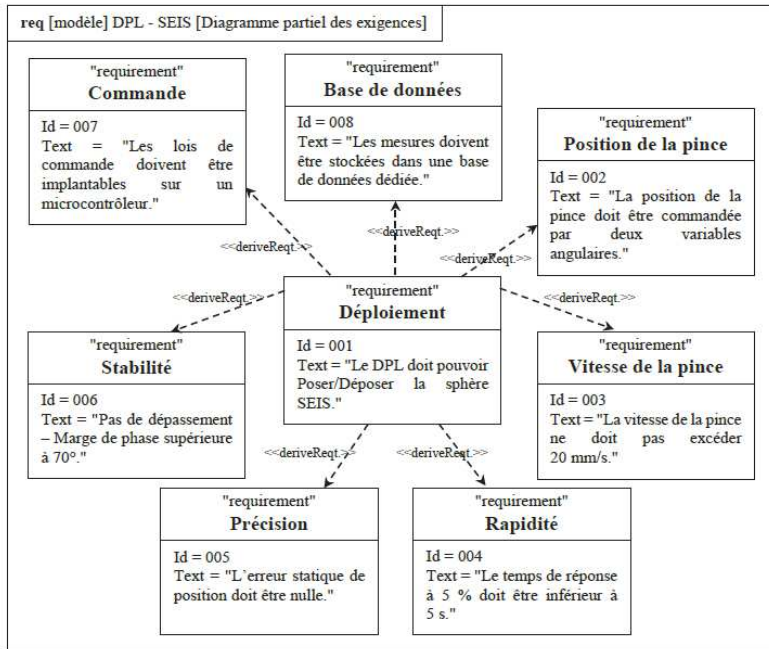 req [modèle] DPL - SEIS [Diagramme partiel des exigences]
"requirement"
Commande
Id = 007
Text = "Les lois de
commande doivent être
implantables sur un
microcontrôleur."
"requirement"
Base de données
Id = 008
Text = "Les mesures doivent
être stockées dans une base
de données dédiée."
"requirement"
Position de la pince
Id = 002
Text = "La position de la
pince doit être commandée
par deux variables
angulaires."
<<deriveReqt.>>
<<deriveReqt.>>
<<deriveReqt.>>
<<deriveReqt.>>
<<deriveReqt.>>
"requirement"
Déploiement
Id = 001
Text = "Le DPL doit pouvoir
Poser/Déposer la sphère
SEIS."
"requirement"
Stabilité
Id = 006
Text = "Pas de dépassement
– Marge de phase supérieure
à 70°."
"requirement"
Vitesse de la pince
Id = 003
Text = "La vitesse de la pince
ne doit pas excéder
20 mm/s."
<<deriveReqt.>>
<<deriveReqt.>>
"requirement"
Précision
Id = 005
Text = "L'erreur statique de
position doit être nulle."
"requirement"
Rapidité
Id = 004
Text = "Le temps de réponse
à 5 % doit être inférieur à
5 s."